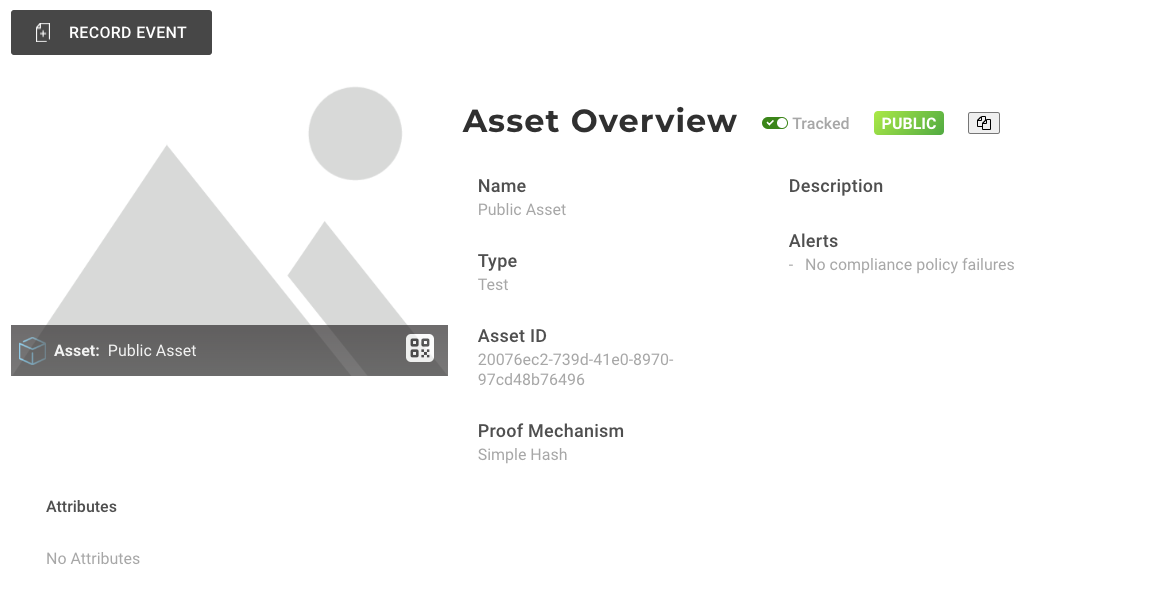 RECORD EVENT
Asset Overview
Tracked
PUBLIC
Name
Public Asset
Description
Alerts
- No compliance policy failures
Type
Test
Asset ID
20076ec2-739d-41e0-8970-
97cd48b76496
Asset: Public Asset
Proof Mechanism
Simple Hash
Attributes
No Attributes